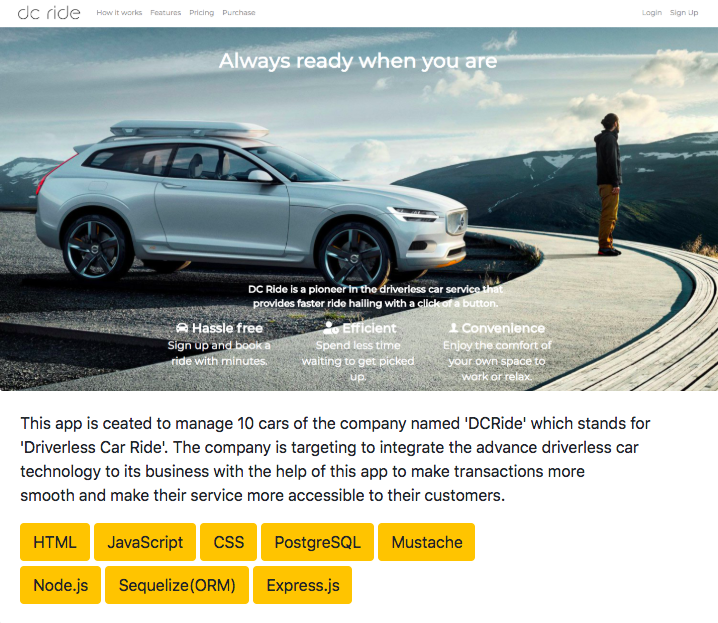 dc ride How it works Features Pricing Purchase Login Sign Up
Always ready when you are
DC Ride is a pioneer in the driverless car service that
provides faster ride hailing with a click of a button.
Hassle free Efficient Convenience
Sign up and book a Spend less time Enjoy the comfort of
ride with minutes. waiting to get picked your own space to
up. work or relax.
This app is ceated to manage 10 cars of the company named 'DCRide' which stands for
'Driverless Car Ride'. The company is targeting to integrate the advance driverless car
technology to its business with the help of this app to make transactions more
smooth and make their service more accessible to their customers.
HTML JavaScript CSS PostgreSQL Mustache
Node.js Sequelize(ORM) Express.js